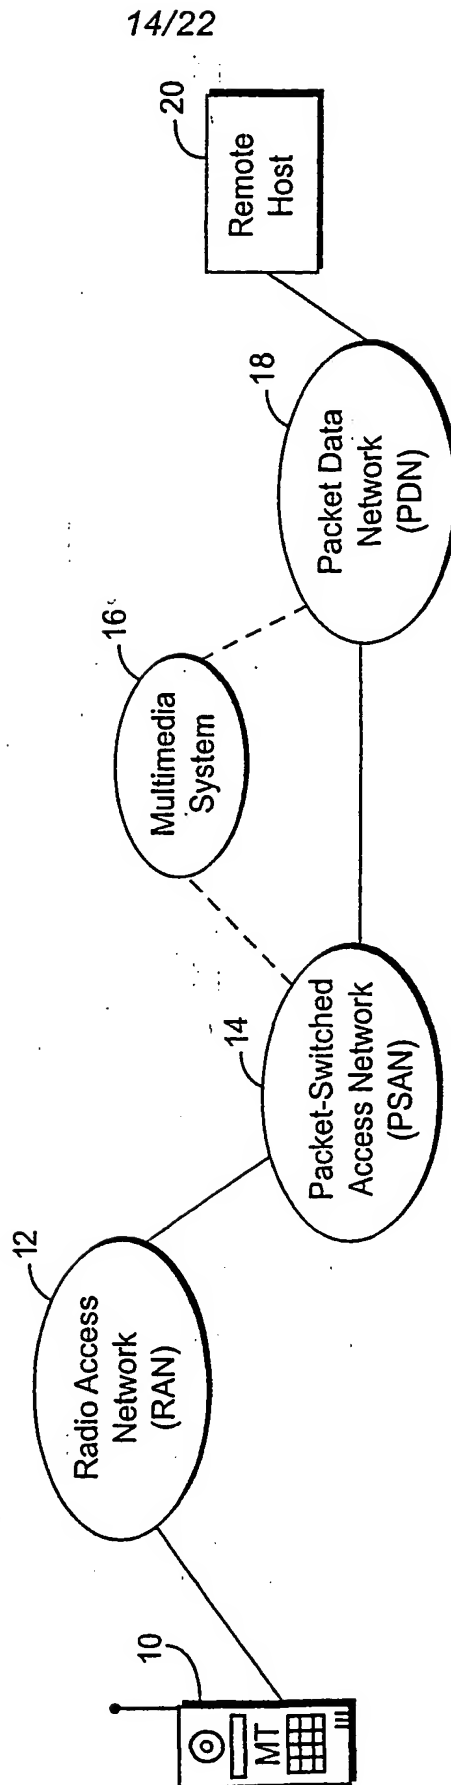 14/22
10
MT
12
Radio Access
Network
(RAN)
14
Packet-Switched
Access Network
(PSAN)
16
Multimedia
System
18
Packet Data
Network
(PDN)
20
Remote
Host